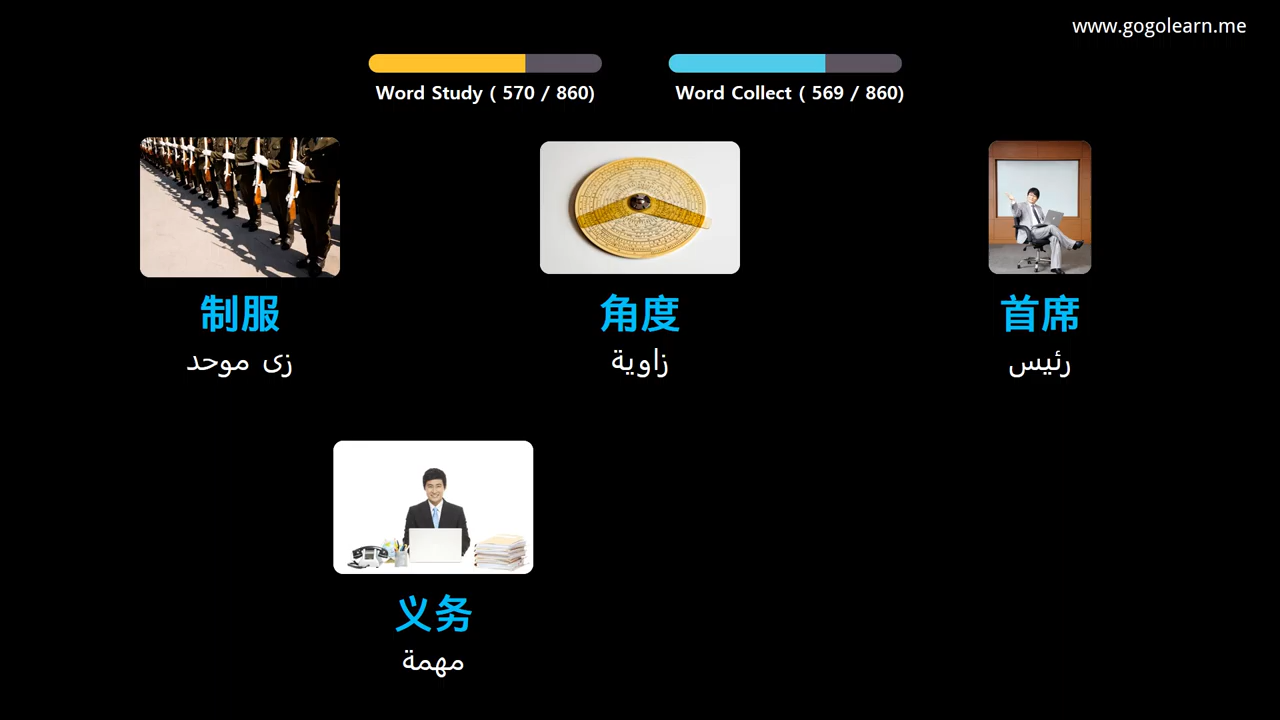 www.gogolearn.me
Word Study ( 570 / 860)
Word Collect ( 569 / 860)
制服
زى موحد
角度
زاوية
首席
رئيس
义务
مهمة